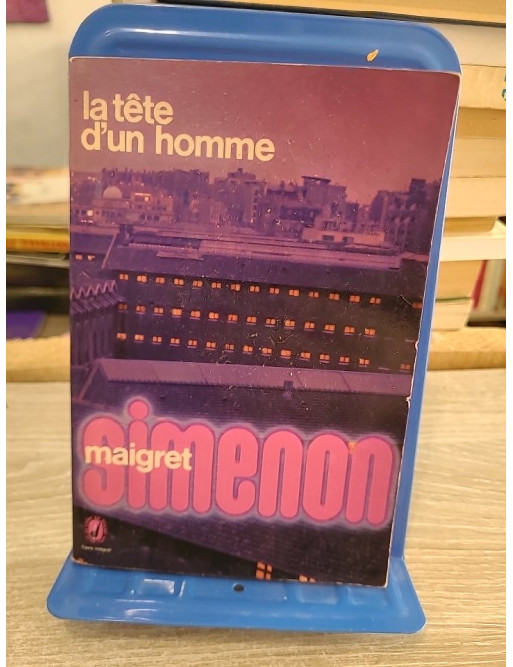 la tête
d'un homme
simenon
maigret